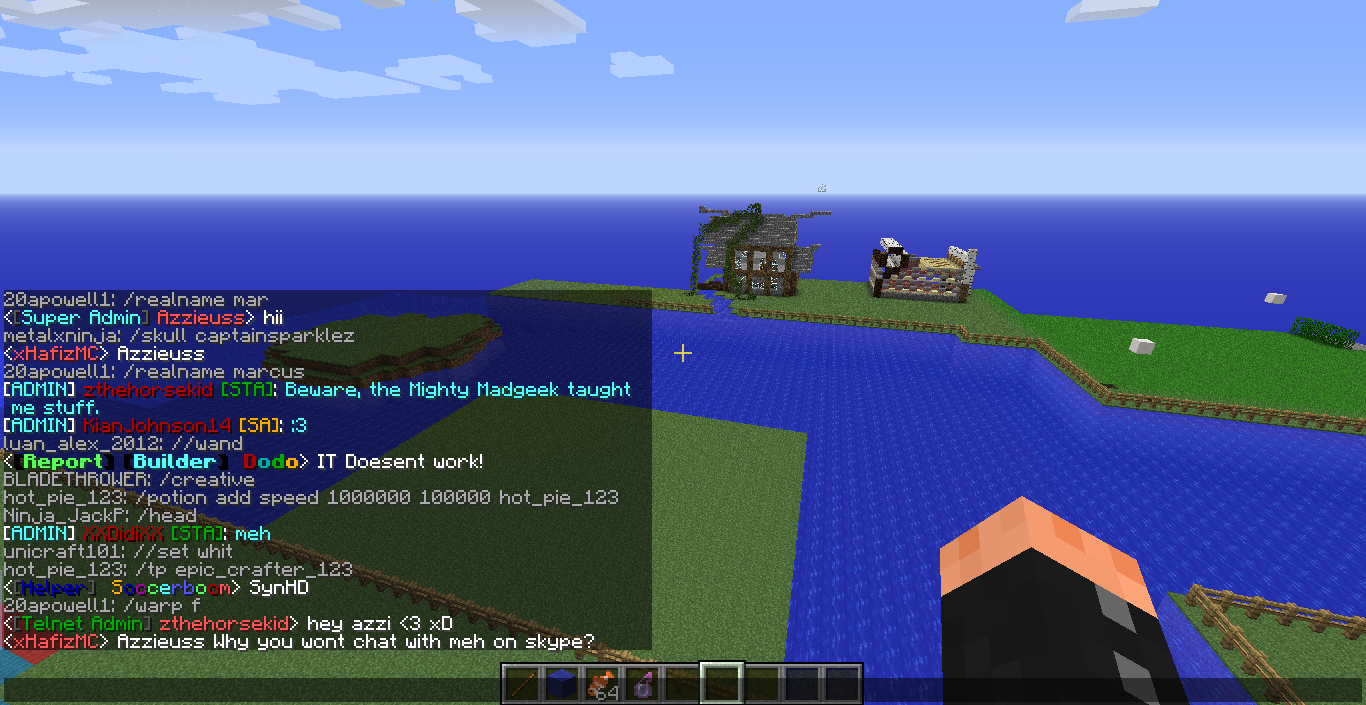 20apowell1: /realname mar
<[Super Admin] Azzieuss> hii
metalxninja: /skull captainsparklez
<xHafizMC> Azzieuss
20apowell1: /realname marcus
[ADMIN] zthehorsekid [STA]: Beware, the Mighty Madgeek taught
me stuff.
[ADMIN] KianJohnson14 [SA]: :3
luan_alex_2012: //wand
<[Report] [Builder] Dodo> IT Doesent work!
BLADETHROWER: /creative
hot_pie_123: /potion add speed 1000000 100000 hot_pie_123
Ninja_JackP: /head
[ADMIN] XXDidiXX [STA]: meh
unicraft101: //set whit
hot_pie_123: /tp epic_crafter_123
<[Helper] Soccerboom> SynHD
20apowell1: /warp f
<[Telnet Admin] zthehorsekid> hey azzi <3 xD
<xHafizMC> Azzieuss Why you wont chat with meh on skype?
64